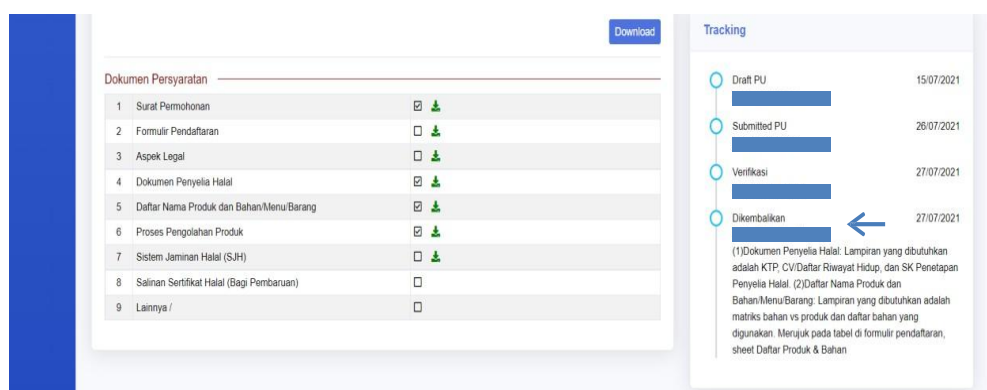 Download
Dokumen Persyaratan
1 Surat Permohonan
2 Formulir Pendaftaran
3 Aspek Legal
4 Dokumen Penyelia Halal
5 Daftar Nama Produk dan Bahan/Menu/Barang
6 Proses Pengolahan Produk
7 Sistem Jaminan Halal (SJH)
8 Salinan Sertifikat Halal (Bagi Pembaruan)
9 Lainnya /
Tracking
Draft PU 15/07/2021
Submitted PU 26/07/2021
Verifikasi 27/07/2021
Dikembalikan 27/07/2021
(1)Dokumen Penyelia Halal: Lampiran yang dibutuhkan
adalah KTP, CV/Daftar Riwayat Hidup, dan SK Penetapan
Penyelia Halal. (2)Daftar Nama Produk dan
Bahan/Menu/Barang: Lampiran yang dibutuhkan adalah
matriks bahan vs produk dan daftar bahan yang
digunakan. Merujuk pada tabel di formulir pendaftaran,
sheet Daftar Produk & Bahan